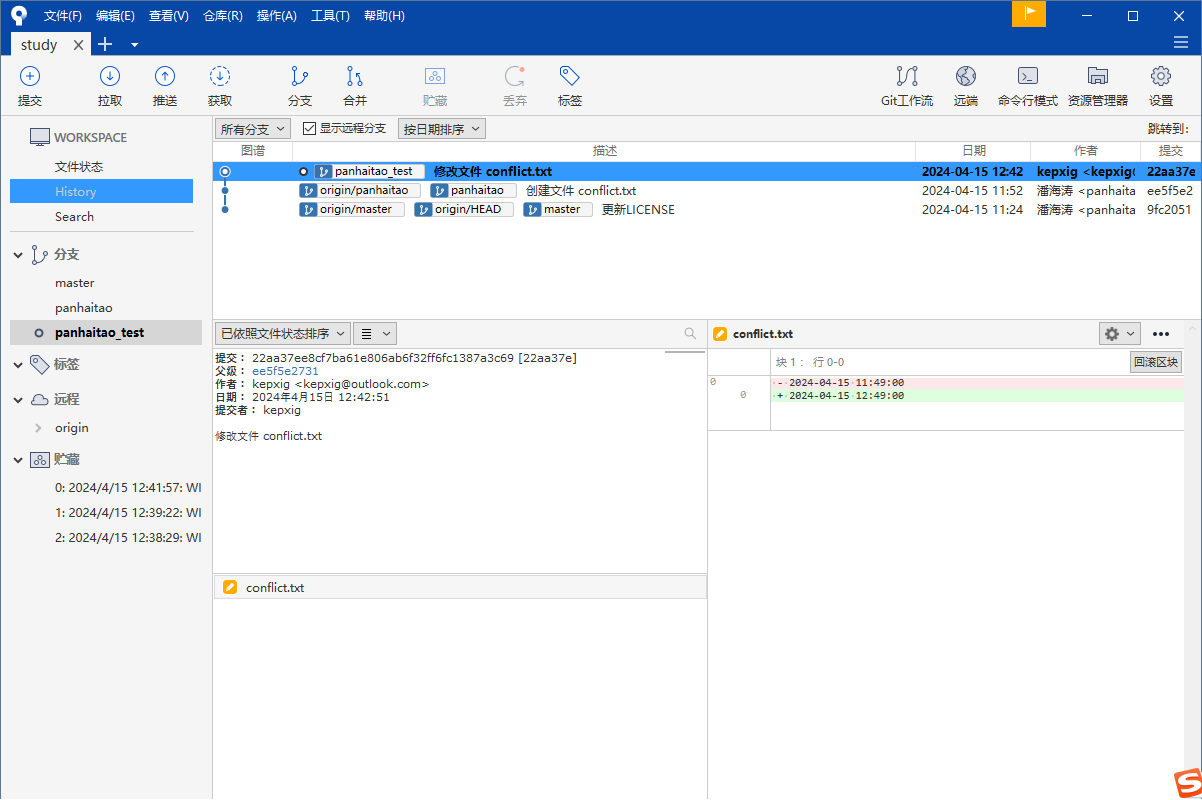 文件(F) 编辑(E) 查看(V) 仓库(R) 操作(A) 工具(T) 帮助(H)
study
提交 拉取 推送 获取 分支 合并 贮藏 丢弃 标签 Git工作流 远端 命令行模式 资源管理器 设置
WORKSPACE
文件状态
History
Search
分支
master
panhaitao
panhaitao_test
标签
远程
origin
贮藏
0: 2024/4/15 12:41:57: WI
1: 2024/4/15 12:39:22: WI
2: 2024/4/15 12:38:29: WI
所有分支 显示远程分支 按日期排序 跳转到:
图谱 描述 日期 作者 提交
panhaitao_test 修改文件 conflict.txt 2024-04-15 12:42 kepxig <kepxig( 22aa37e
origin/panhaitao panhaitao 创建文件 conflict.txt 2024-04-15 11:52 潘海涛 <panhaita ee5f5e2
origin/master origin/HEAD master 更新LICENSE 2024-04-15 11:24 潘海涛 <panhaita 9fc2051
已依照文件状态排序
提交： 22aa37ee8cf7ba61e806ab6f32ff6fc1387a3c69 [22aa37e]
父级： ee5f5e2731
作者： kepxig <kepxig@outlook.com>
日期： 2024年4月15日 12:42:51
提交者： kepxig
修改文件 conflict.txt
conflict.txt
conflict.txt
块 1： 行 0-0 回滚区块
0 - 2024-04-15 11:49:00
0 + 2024-04-15 12:49:00